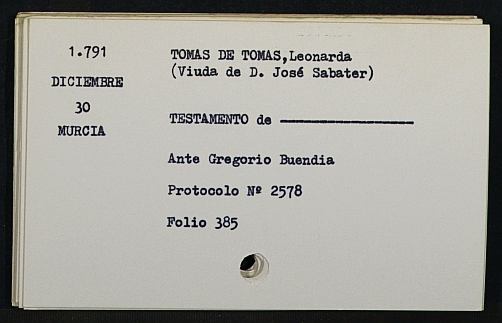 1.791
DICIEMBRE
30
MURCIA
TOMAS DE TOMAS,Leonarda
(Viuda de D. José Sabater)
TESTAMENTO de ————————
Ante Gregorio Buendia
Protocolo Nº 2578
Folio 385